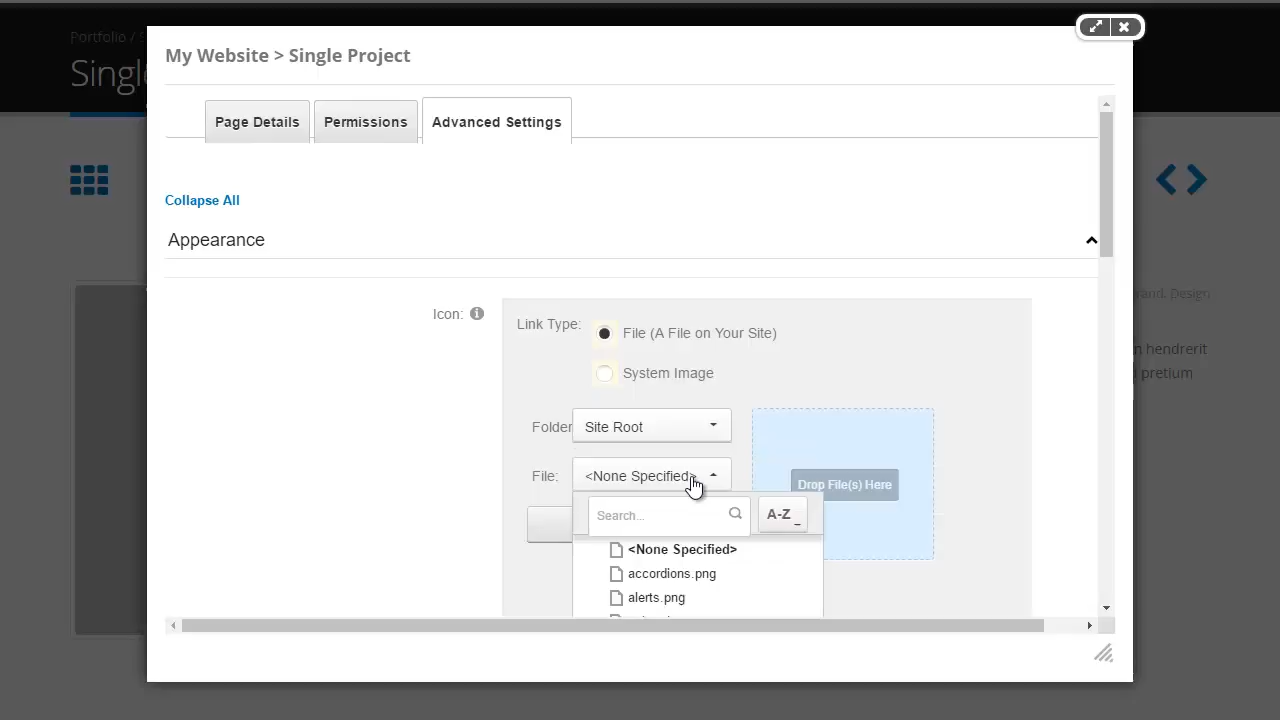 Portfolio / S
Single
My Website > Single Project
Page Details
Permissions
Advanced Settings
Collapse All
Appearance
Icon:
Link Type:
File (A File on Your Site)
System Image
Folder
Site Root
File:
<None Specified>
Drop File(s) Here
Search...
A-Z
<None Specified>
accordions.png
alerts.png
Design
hendrerit
pretium